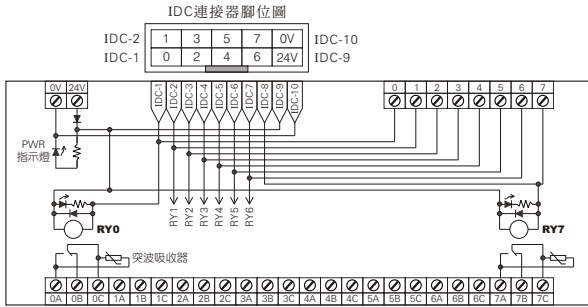 IDC連接器腳位圖
IDC-2 1 3 5 7 0V IDC-10
IDC-1 0 2 4 6 24V IDC-9
0V 24V IDC-1 IDC-2 IDC-3 IDC-4 IDC-5 IDC-6 IDC-7 IDC-8 IDC-9 IDC-10 0 1 2 3 4 5 6 7
PWR
指示燈
RY1 RY2 RY3 RY4 RY5 RY6
RY0 RY7
突波吸收器
0A 0B 0C 1A 1B 1C 2A 2B 2C 3A 3B 3C 4A 4B 4C 5A 5B 5C 6A 6B 6C 7A 7B 7C